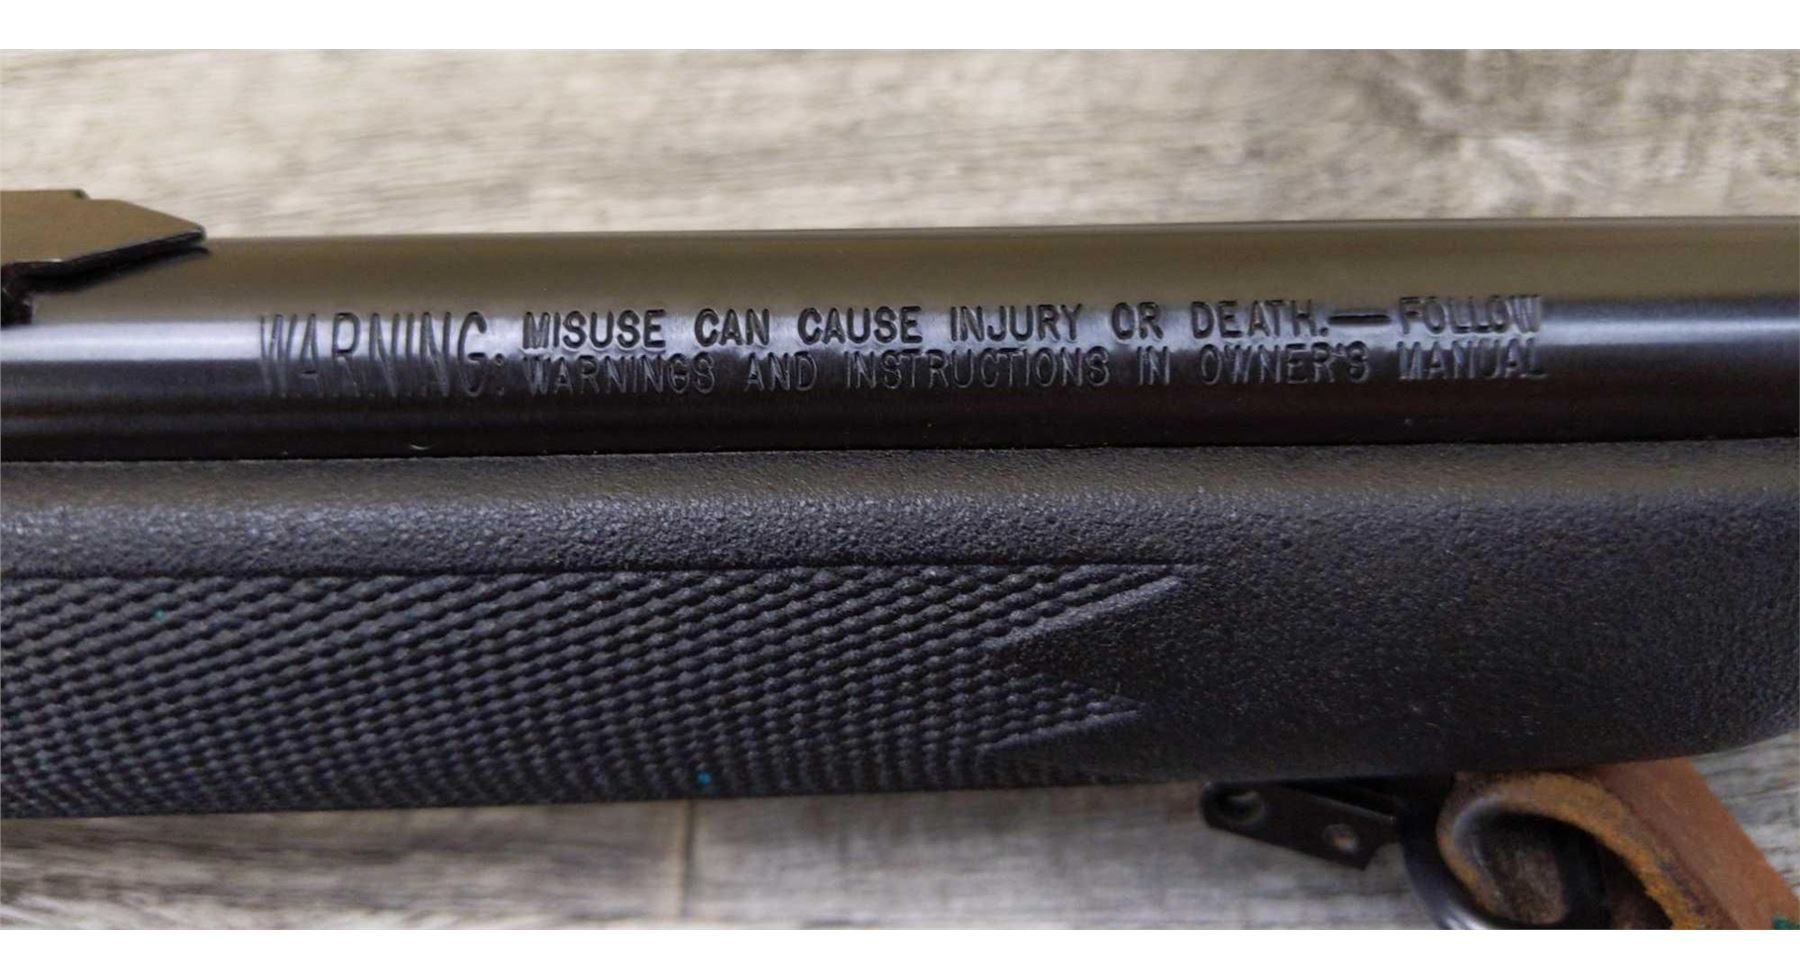 WARNING: MISUSE CAN CAUSE INJURY OR DEATH.—FOLLOW
WARNINGS AND INSTRUCTIONS IN OWNER'S MANUAL